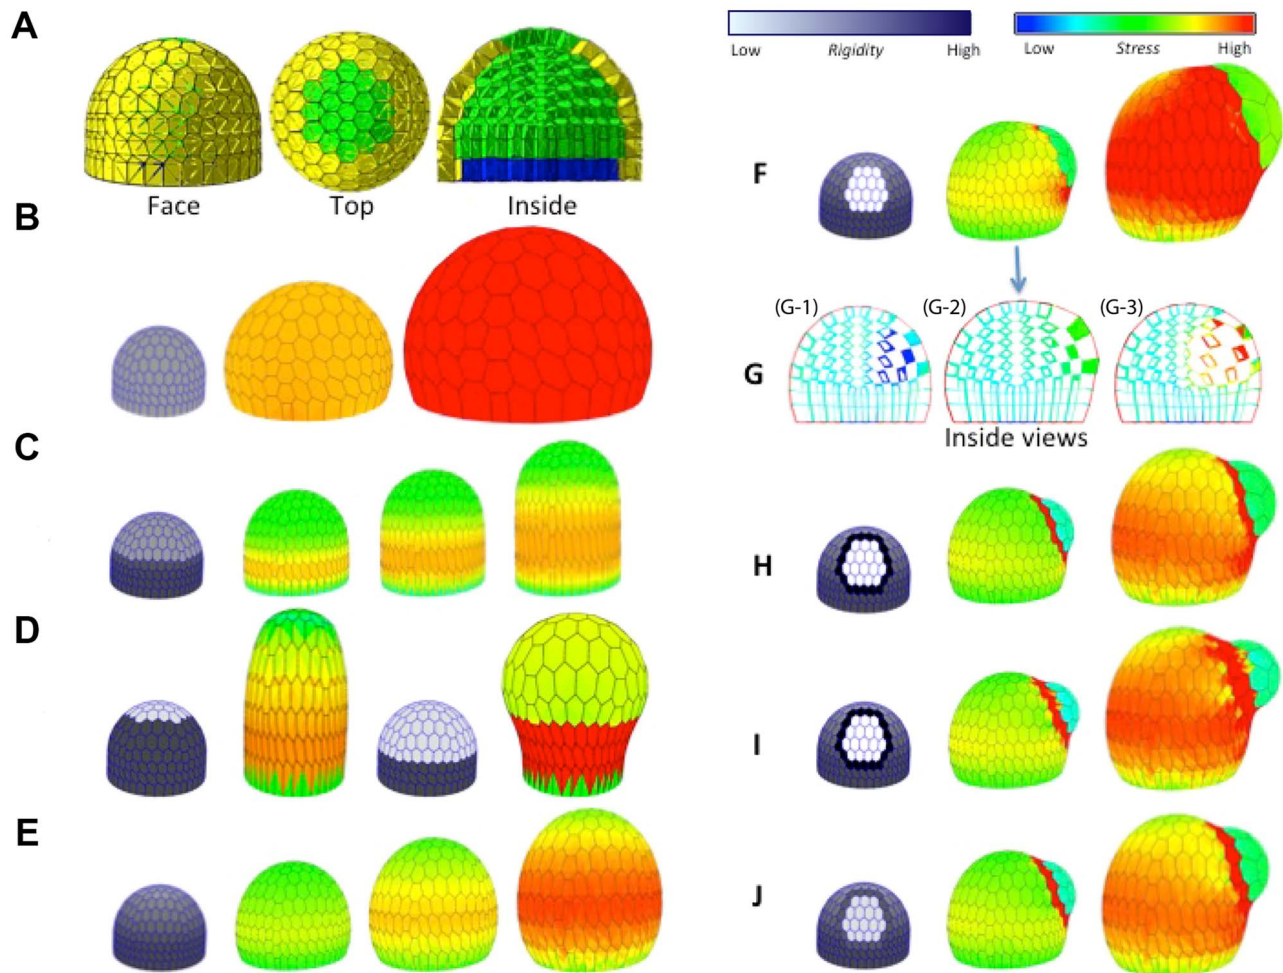 A
Face
Top
Inside
B
C
D
E
Low
Rigidity
High
Low
Stress
High
F
(G-1)
(G-2)
(G-3)
G
Inside views
H
I
J